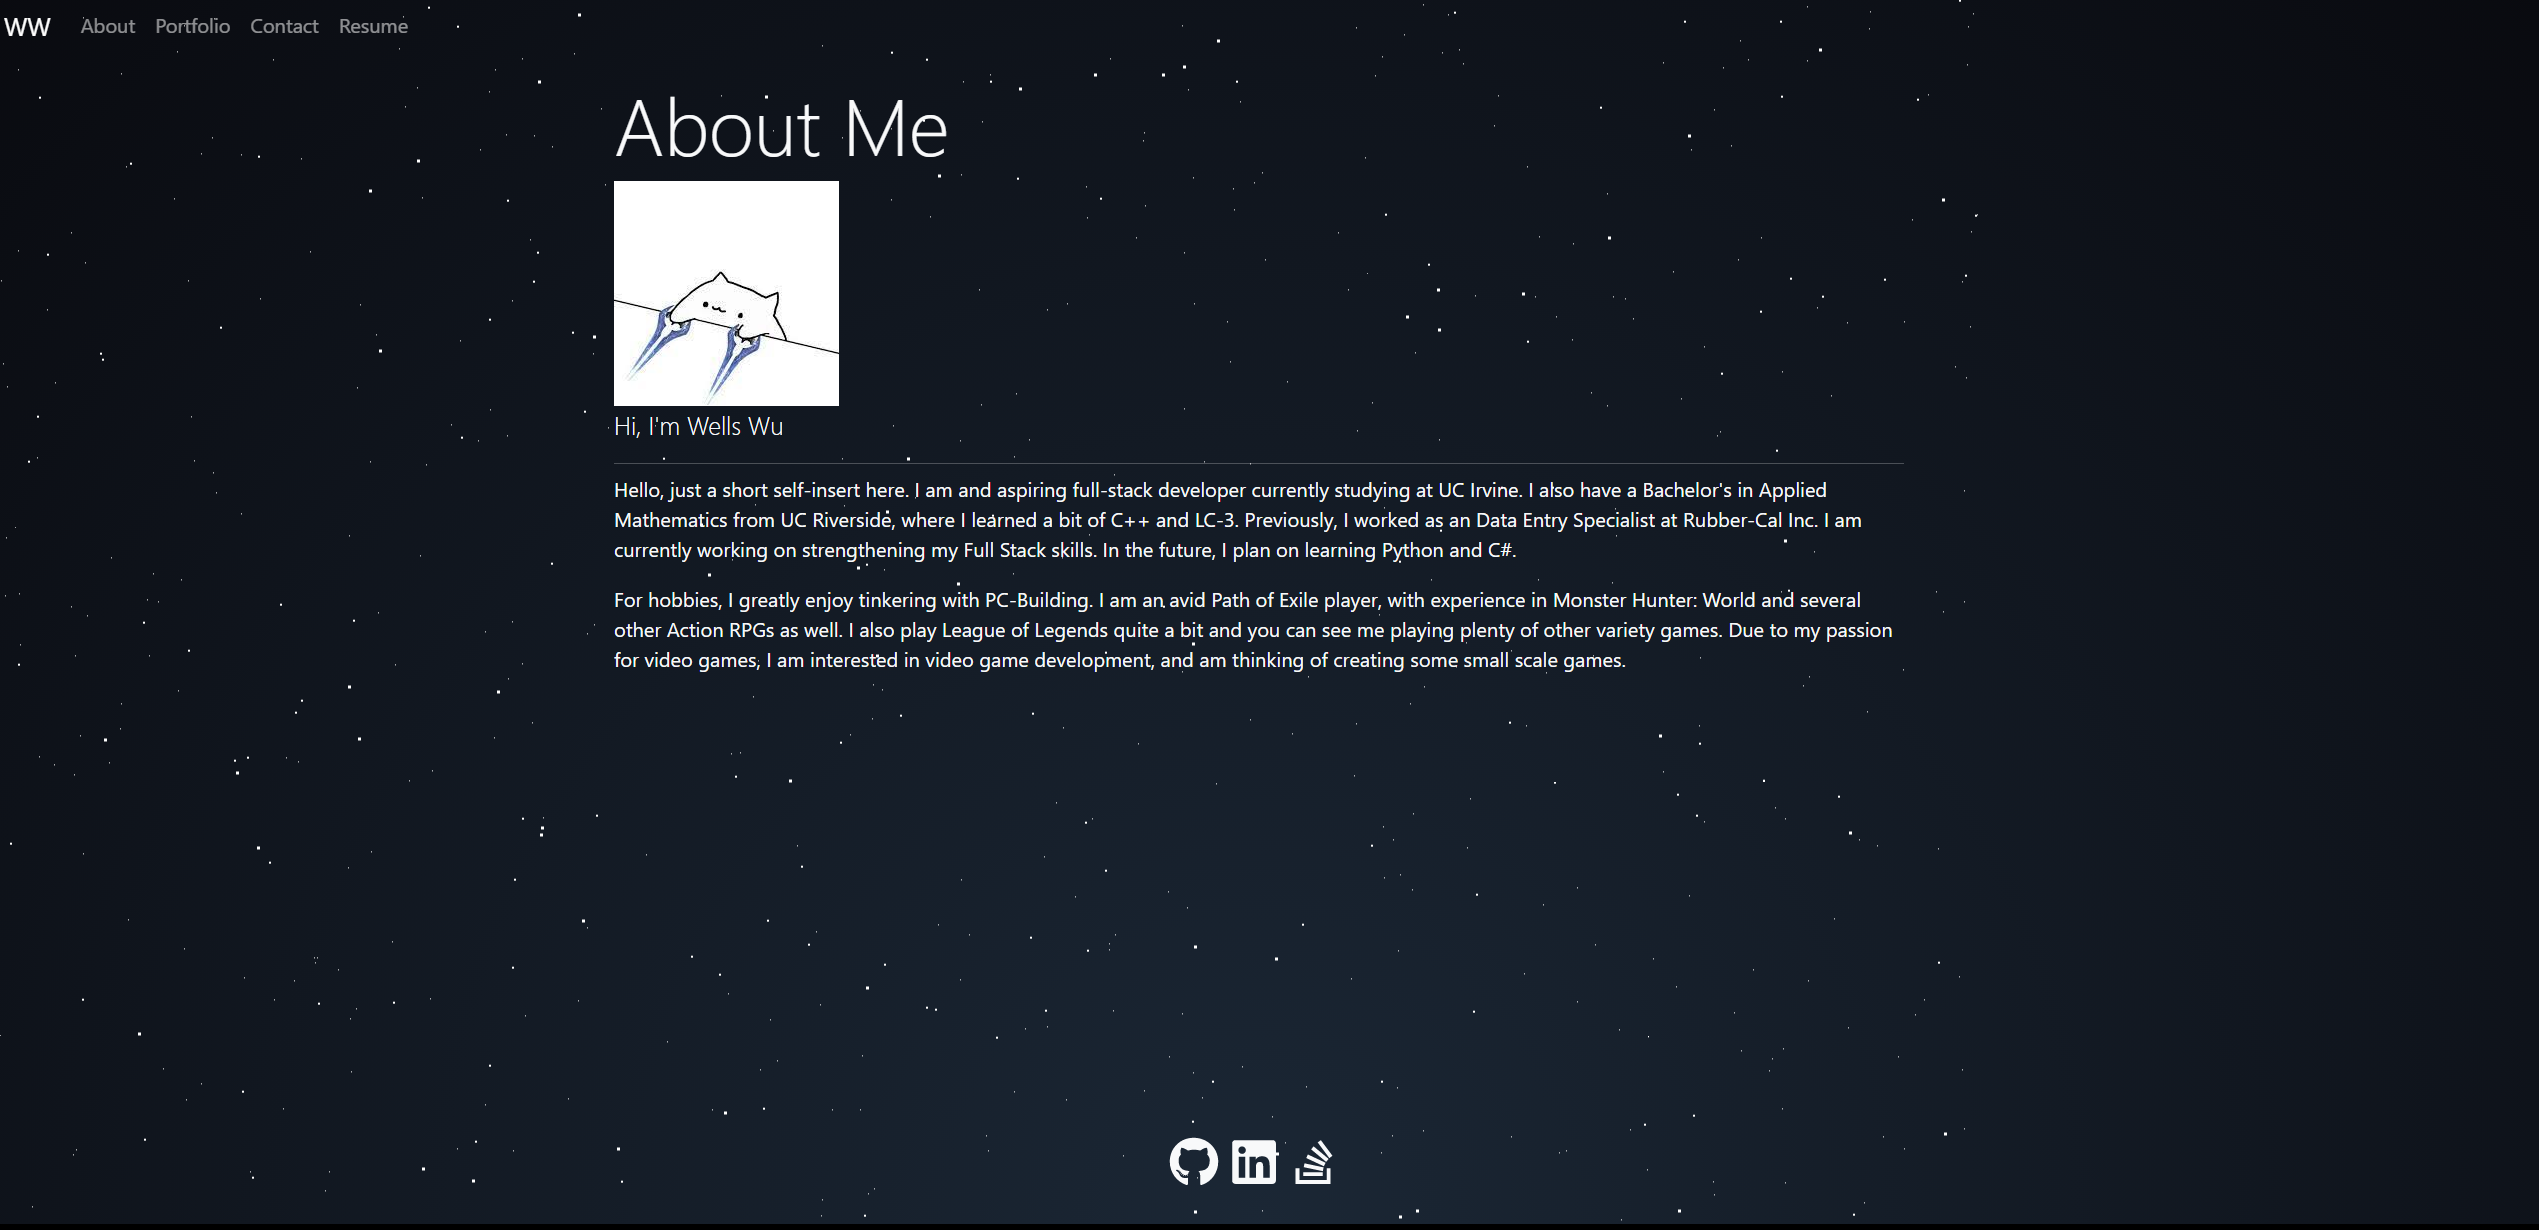 WW About Portfolio Contact Resume
About Me
Hi, I'm Wells Wu
Hello, just a short self-insert here. I am and aspiring full-stack developer currently studying at UC Irvine. I also have a Bachelor's in Applied
Mathematics from UC Riverside, where I learned a bit of C++ and LC-3. Previously, I worked as an Data Entry Specialist at Rubber-Cal Inc. I am
currently working on strengthening my Full Stack skills. In the future, I plan on learning Python and C#.
For hobbies, I greatly enjoy tinkering with PC-Building. I am an avid Path of Exile player, with experience in Monster Hunter: World and several
other Action RPGs as well. I also play League of Legends quite a bit and you can see me playing plenty of other variety games. Due to my passion
for video games, I am interested in video game development, and am thinking of creating some small scale games.
in